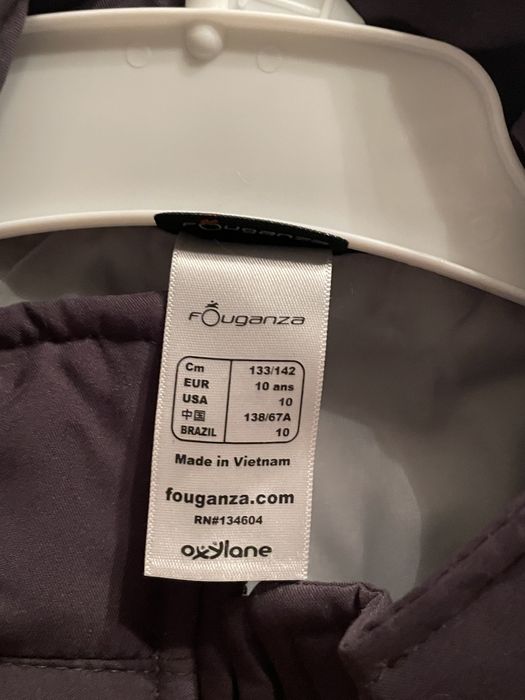 FOuganza
FOuganza
Cm 133/142
EUR 10 ans
USA 10
中国 138/67A
BRAZIL 10
Made in Vietnam
fouganza.com
RN#134604
oxylane